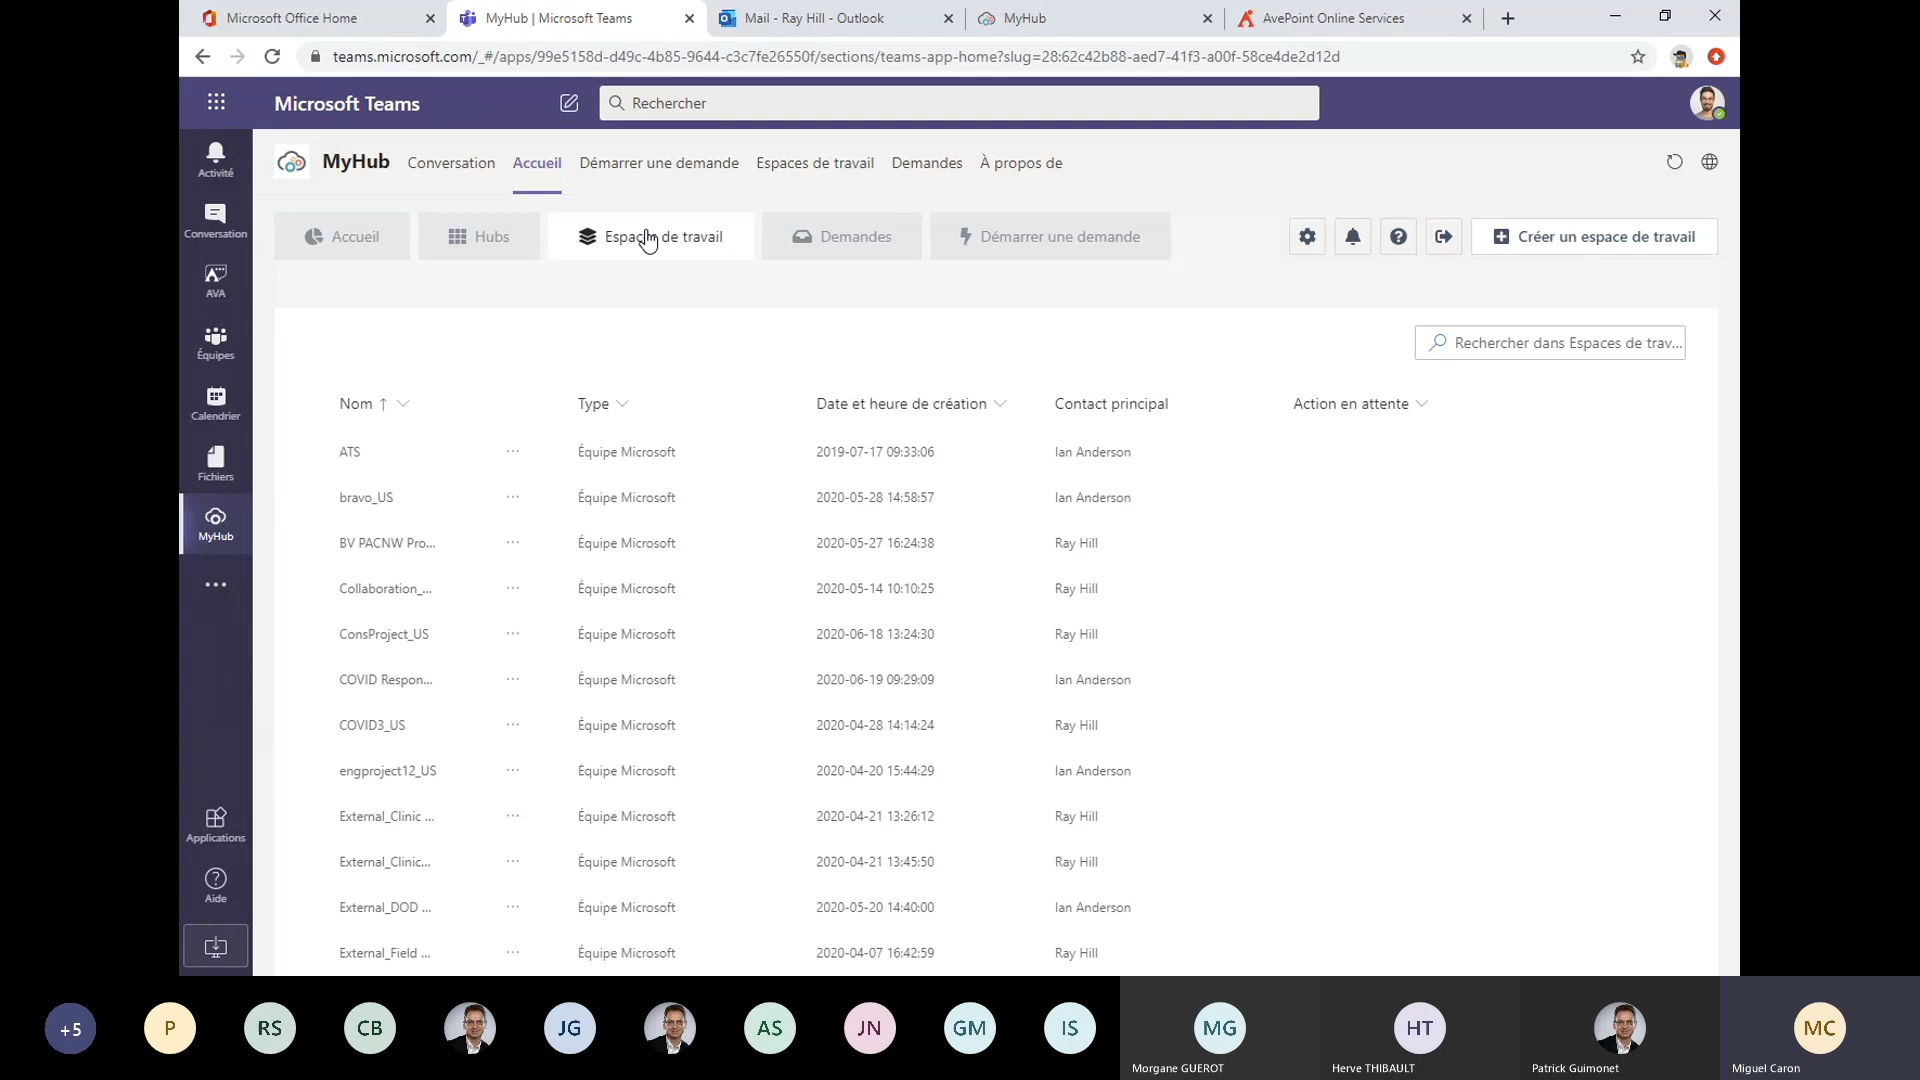 Microsoft Office Home
MyHub | Microsoft Teams
Mail - Ray Hill - Outlook
MyHub
AvePoint Online Services
teams.microsoft.com/_#/apps/99e5158d-d49c-4b85-9644-c3c7fe26550f/sections/teams-app-home?slug=28:62c42b88-aed7-41f3-a00f-58ce4de2d12d
Microsoft Teams
Rechercher
Activité
Conversation
AVA
Équipes
Calendrier
Fichiers
MyHub
Applications
Aide
MyHub Conversation Accueil Démarrer une demande Espaces de travail Demandes À propos de
Accueil Hubs Espaces de travail Demandes Démarrer une demande Créer un espace de travail
Rechercher dans Espaces de trav...
Nom Type Date et heure de création Contact principal Action en attente
ATS ... Équipe Microsoft 2019-07-17 09:33:06 Ian Anderson
bravo_US ... Équipe Microsoft 2020-05-28 14:58:57 Ian Anderson
BV PACNW Pro... ... Équipe Microsoft 2020-05-27 16:24:38 Ray Hill
Collaboration_... ... Équipe Microsoft 2020-05-14 10:10:25 Ray Hill
ConsProject_US ... Équipe Microsoft 2020-06-18 13:24:30 Ray Hill
COVID Respon... ... Équipe Microsoft 2020-06-19 09:29:09 Ian Anderson
COVID3_US ... Équipe Microsoft 2020-04-28 14:14:24 Ray Hill
engproject12_US ... Équipe Microsoft 2020-04-20 15:44:29 Ian Anderson
External_Clinic ... ... Équipe Microsoft 2020-04-21 13:26:12 Ray Hill
External_Clinic... ... Équipe Microsoft 2020-04-21 13:45:50 Ray Hill
External_DOD ... ... Équipe Microsoft 2020-05-20 14:40:00 Ian Anderson
External_Field ... ... Équipe Microsoft 2020-04-07 16:42:59 Ray Hill
+5 P RS CB JG AS JN GM IS MG HT MC
Morgane GUEROT Herve THIBAULT Patrick Guimonet Miguel Caron